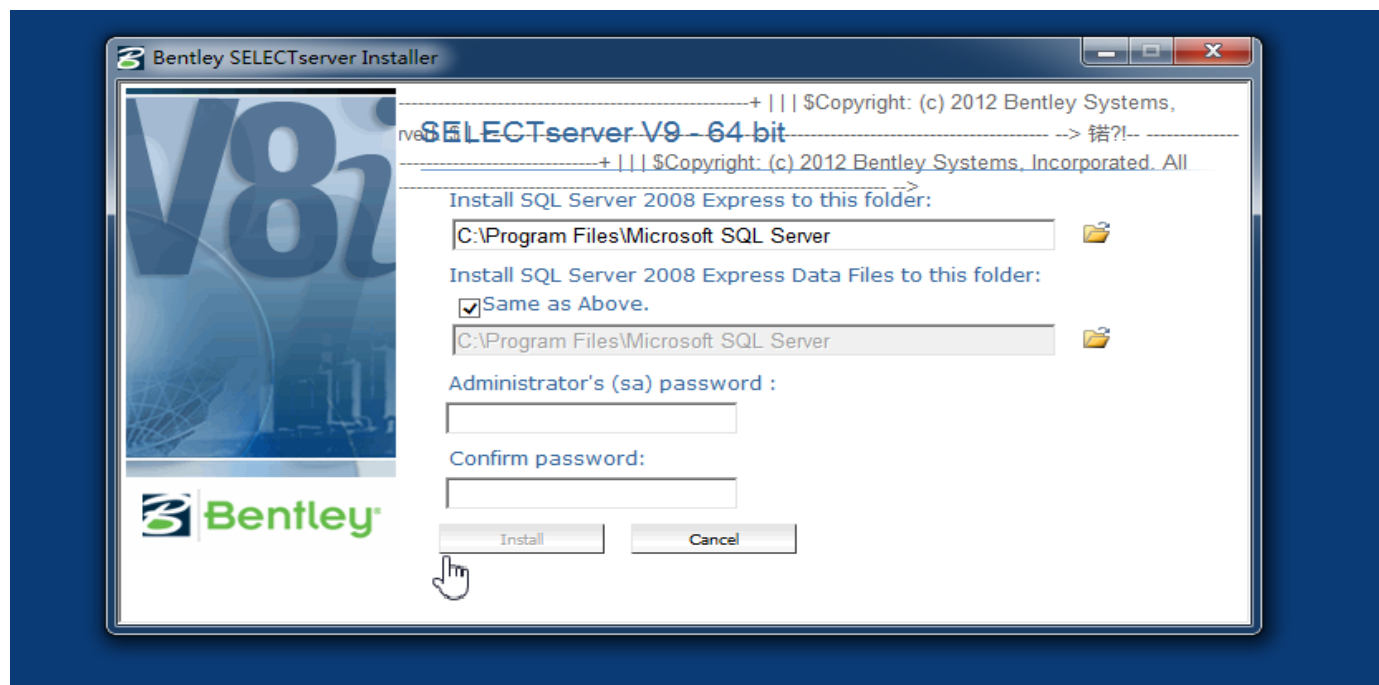 Bentley SELECTserver Installer
V8i
-----------------------------------------------------+ | | | $Copyright: (c) 2012 Bentley Systems,
SELECTserver V9 - 64 bit
--> 锘?!-- --------------
------------------------------+ | | | $Copyright: (c) 2012 Bentley Systems, Incorporated. All
-------------------------------------------------------------------------- -->
Install SQL Server 2008 Express to this folder:
C:\Program Files\Microsoft SQL Server
Install SQL Server 2008 Express Data Files to this folder:
Same as Above.
C:\Program Files\Microsoft SQL Server
Administrator's (sa) password :
Confirm password:
Bentley
Install Cancel